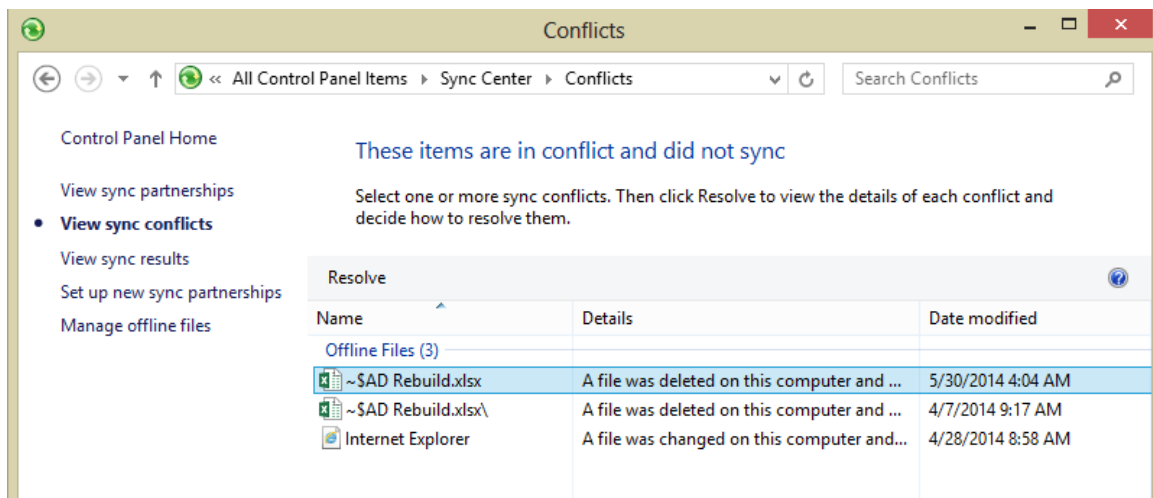 Conflicts
« All Control Panel Items Sync Center Conflicts
Search Conflicts
Control Panel Home
View sync partnerships
View sync conflicts
View sync results
Set up new sync partnerships
Manage offline files
These items are in conflict and did not sync
Select one or more sync conflicts. Then click Resolve to view the details of each conflict and
decide how to resolve them.
Resolve
Name Details Date modified
Offline Files (3)
~$AD Rebuild.xlsx A file was deleted on this computer and ... 5/30/2014 4:04 AM
~$AD Rebuild.xlsx\ A file was deleted on this computer and ... 4/7/2014 9:17 AM
Internet Explorer A file was changed on this computer and... 4/28/2014 8:58 AM